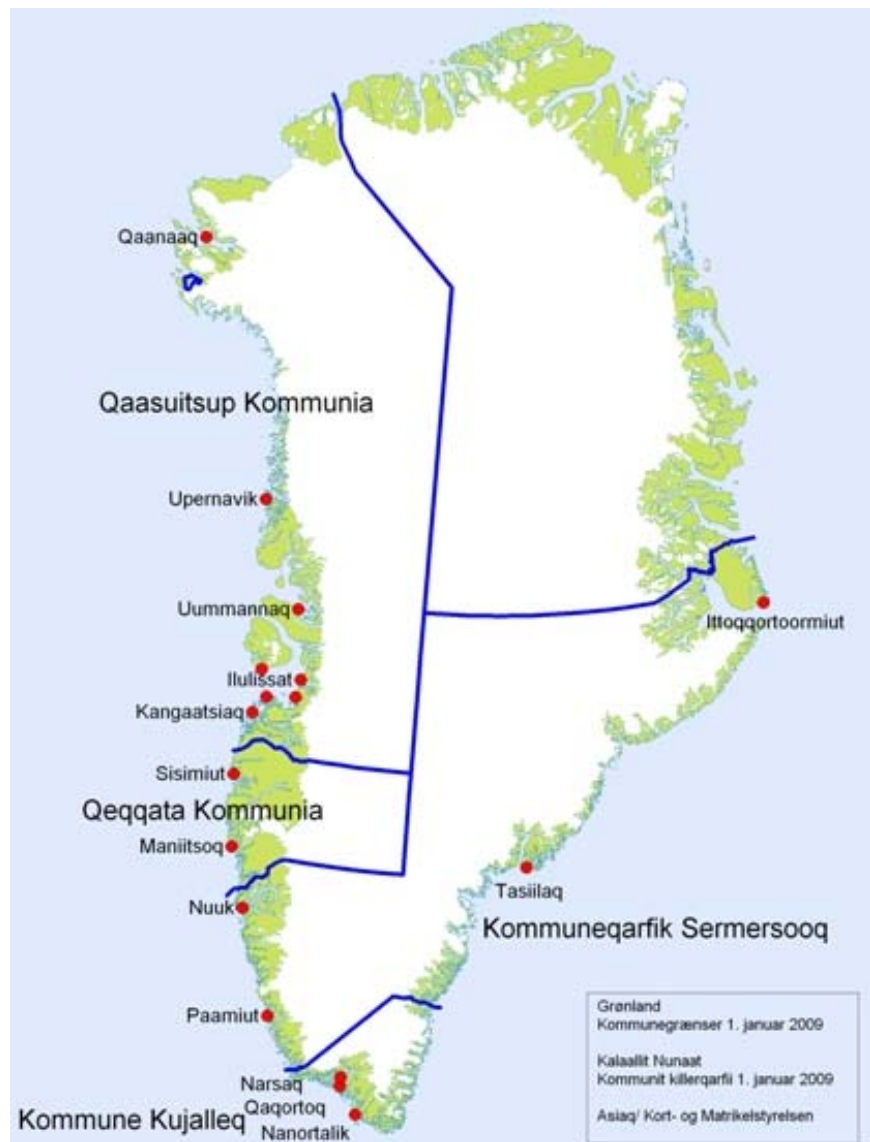 Qaanaaq
Qaasuitsup Kommunia
Upernavik
Uummannaq
Ittoqqortoormiut
Ilulissat
Kangaatsiaq
Sisimiut
Qeqqata Kommunia
Maniitsoq
Tasiilaq
Nuuk
Kommuneqarfik Sermersooq
Paamiut
Narsaq
Qaqortoq
Kommune Kujalleq
Nanortalik
Grønland
Kommunegrænser 1. januar 2009
Kalaallit Nunaat
Kommunit killerqarfii 1. januar 2009
Asiaq/ Kort- og Matrikelstyrelsen